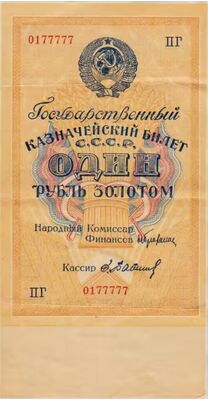 0177777 ПГ
Государственный
КАЗНАЧЕЙСКИЙ БИЛЕТ
С.С.С.Р.
ОДИН
РУБЛЬ ЗОЛОТОМ
Народный Комиссар
Финансов
Кассир
ПГ 0177777